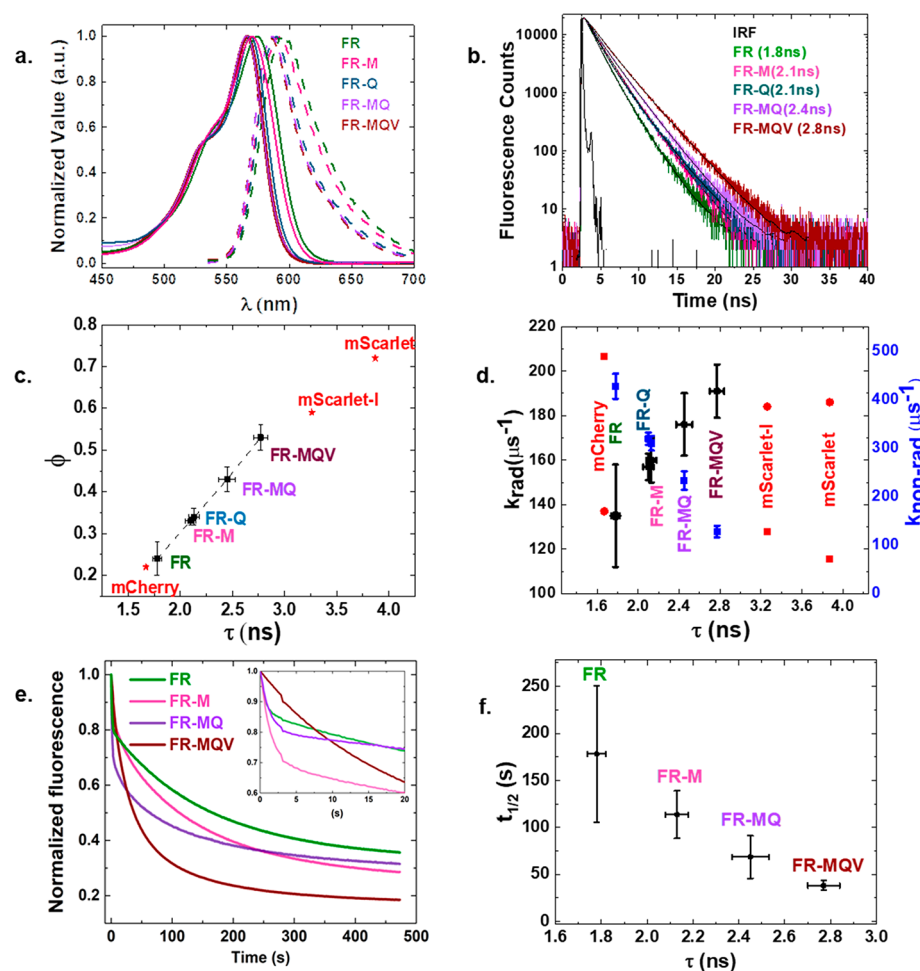 a.
Normalized Value (a.u.)
1.0
0.8
0.6
0.4
0.2
0.0
450 500 550 600 650 700
λ (nm)
FR
FR-M
FR-Q
FR-MQ
FR-MQV
b.
Fluorescence Counts
10000
1000
100
10
1
0 5 10 15 20 25 30 35 40
Time (ns)
IRF
FR (1.8ns)
FR-M(2.1ns)
FR-Q(2.1ns)
FR-MQ(2.4ns)
FR-MQV (2.8ns)
c.
ϕ
0.8
0.7
0.6
0.5
0.4
0.3
0.2
1.5 2.0 2.5 3.0 3.5 4.0
τ (ns)
mScarlet
mScarlet-I
FR-MQV
FR-MQ
FR-Q
FR-M
FR
mCherry
d.
krad(µs-1)
220
200
180
160
140
120
100
1.6 2.0 2.4 2.8 3.2 3.6 4.0
τ (ns)
knon-rad (µs-1)
500
400
300
200
100
0
mCherry
FR
FR-Q
FR-M
FR-MQ
FR-MQV
mScarlet-I
mScarlet
e.
Normalized fluorescence
1.0
0.8
0.6
0.4
0.2
0 100 200 300 400 500
Time (s)
FR
FR-M
FR-MQ
FR-MQV
1.0
0.9
0.8
0.7
0.6
0 5 10 15 20
(s)
f.
t1/2 (s)
250
200
150
100
50
0
1.6 1.8 2.0 2.2 2.4 2.6 2.8 3.0
τ (ns)
FR
FR-M
FR-MQ
FR-MQV